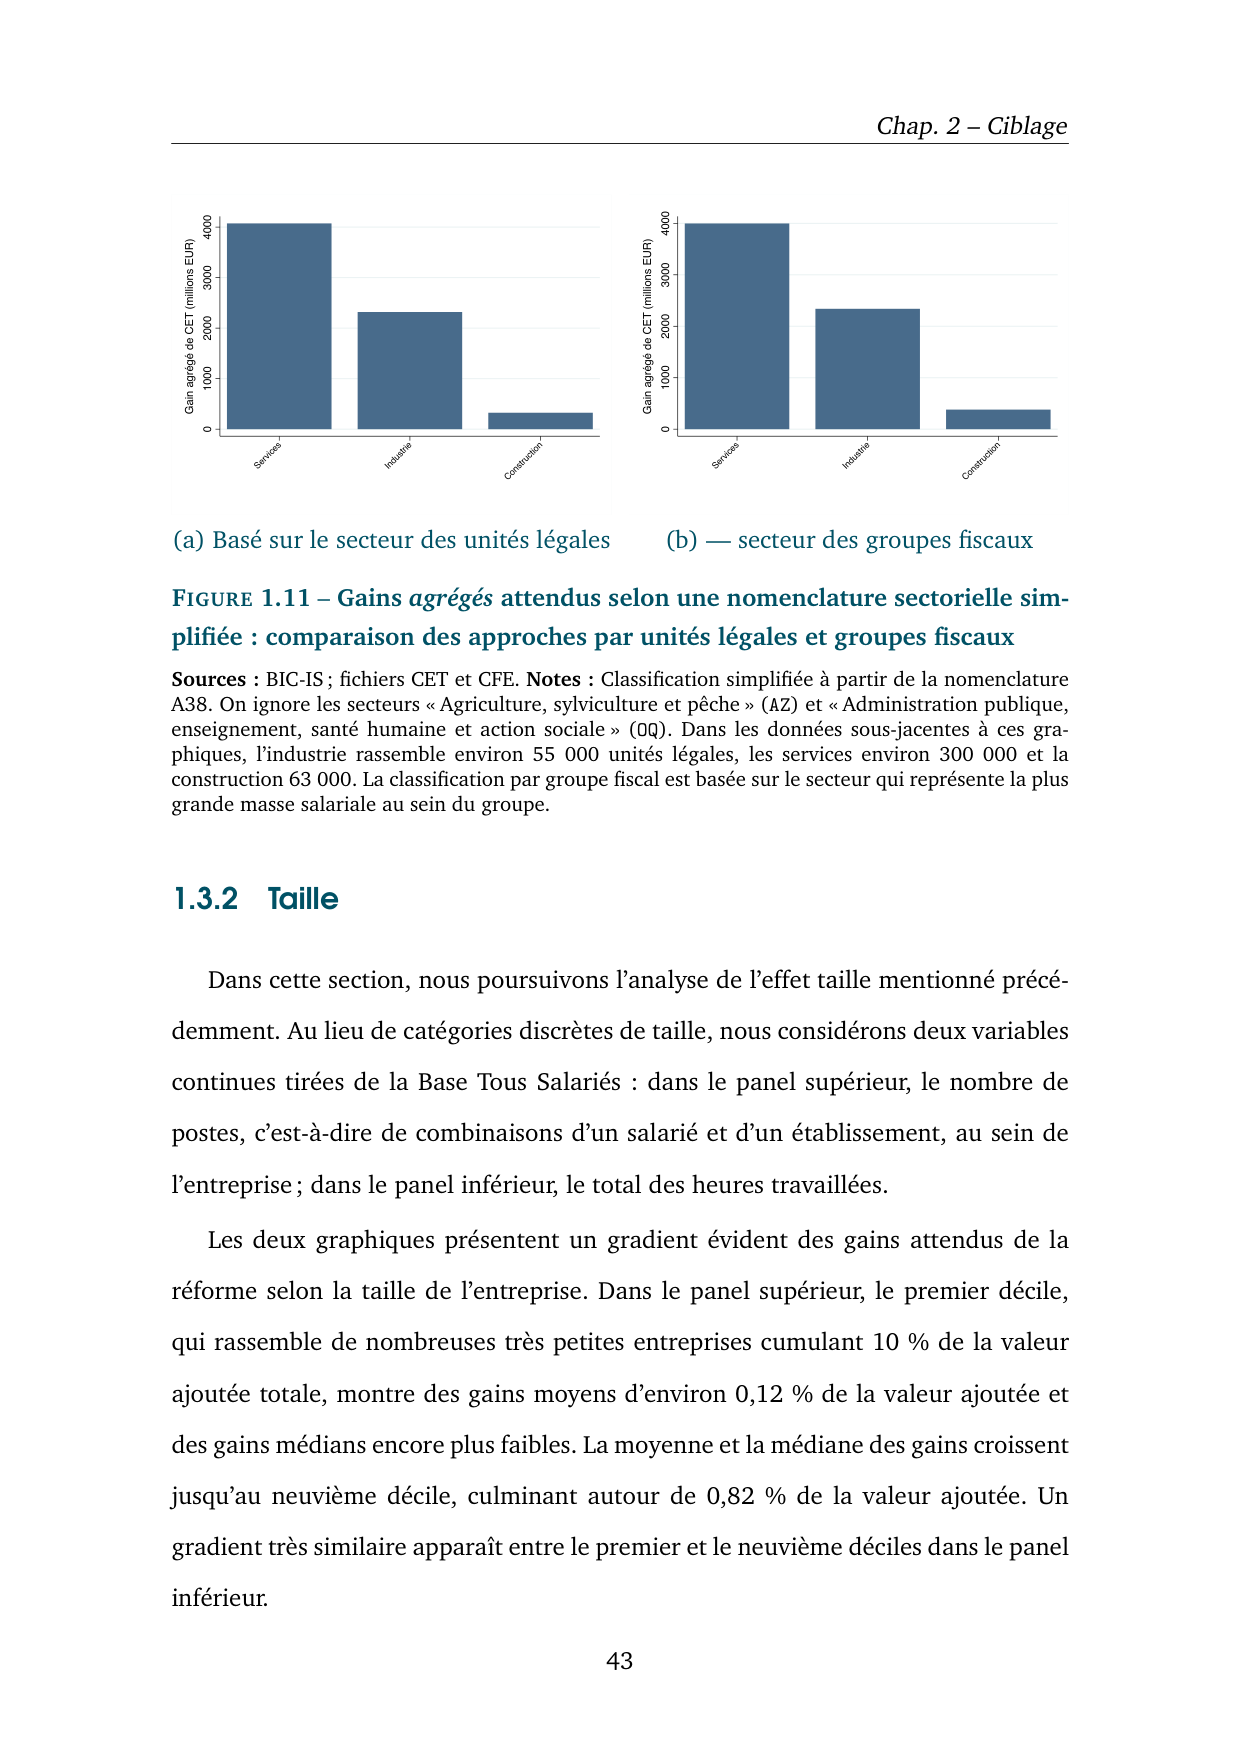 Chap. 2 – Ciblage
Gain agrégé de CET (millions EUR)
4000
3000
2000
1000
0
Services
Industrie
Construction
Gain agrégé de CET (millions EUR)
4000
3000
2000
1000
0
Services
Industrie
Construction
(a) Basé sur le secteur des unités légales
(b) — secteur des groupes fiscaux
FIGURE 1.11 – Gains agrégés attendus selon une nomenclature sectorielle sim-
plifiée : comparaison des approches par unités légales et groupes fiscaux
Sources : BIC-IS ; fichiers CET et CFE. Notes : Classification simplifiée à partir de la nomenclature
A38. On ignore les secteurs « Agriculture, sylviculture et pêche » (AZ) et « Administration publique,
enseignement, santé humaine et action sociale » (OQ). Dans les données sous-jacentes à ces gra-
phiques, l’industrie rassemble environ 55 000 unités légales, les services environ 300 000 et la
construction 63 000. La classification par groupe fiscal est basée sur le secteur qui représente la plus
grande masse salariale au sein du groupe.
1.3.2 Taille
Dans cette section, nous poursuivons l’analyse de l’effet taille mentionné précé-
demment. Au lieu de catégories discrètes de taille, nous considérons deux variables
continues tirées de la Base Tous Salariés : dans le panel supérieur, le nombre de
postes, c’est-à-dire de combinaisons d’un salarié et d’un établissement, au sein de
l’entreprise ; dans le panel inférieur, le total des heures travaillées.
Les deux graphiques présentent un gradient évident des gains attendus de la
réforme selon la taille de l’entreprise. Dans le panel supérieur, le premier décile,
qui rassemble de nombreuses très petites entreprises cumulant 10 % de la valeur
ajoutée totale, montre des gains moyens d’environ 0,12 % de la valeur ajoutée et
des gains médians encore plus faibles. La moyenne et la médiane des gains croissent
jusqu’au neuvième décile, culminant autour de 0,82 % de la valeur ajoutée. Un
gradient très similaire apparaît entre le premier et le neuvième déciles dans le panel
inférieur.
43